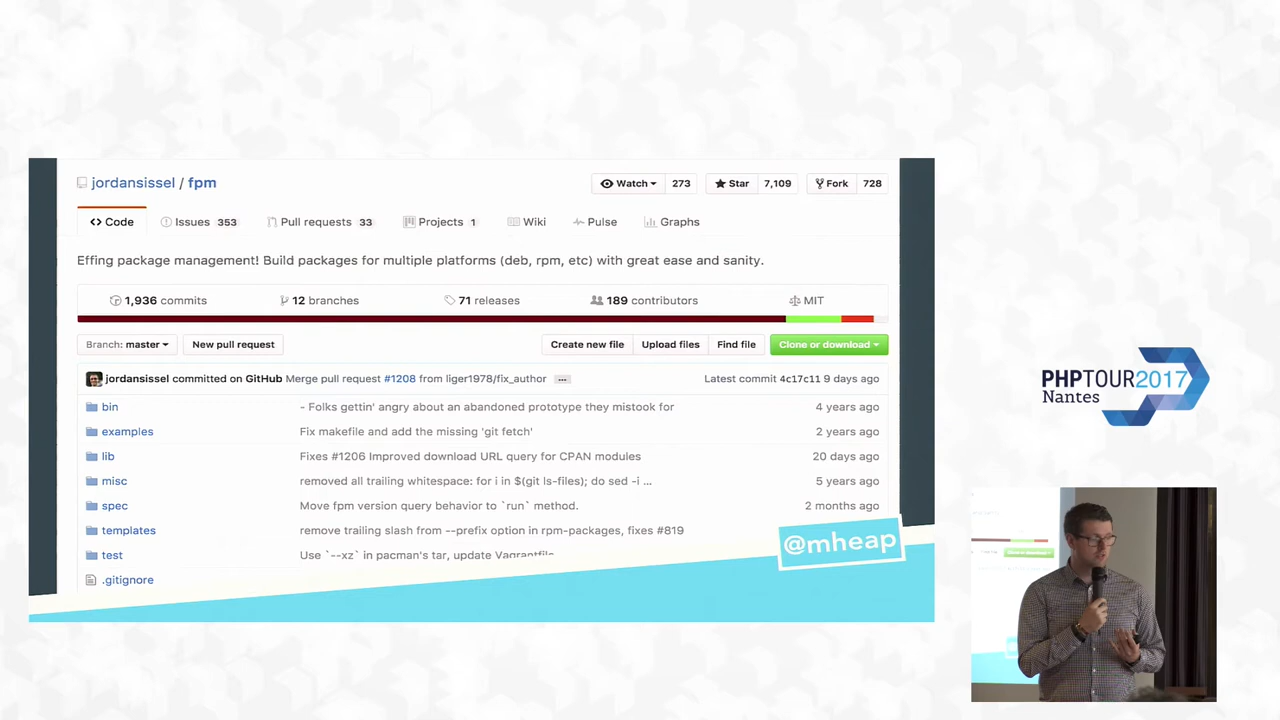 jordansissel / fpm
Watch 273 Star 7,109 Fork 728
Code Issues 353 Pull requests 33 Projects 1 Wiki Pulse Graphs
Effing package management! Build packages for multiple platforms (deb, rpm, etc) with great ease and sanity.
1,936 commits 12 branches 71 releases 189 contributors MIT
Branch: master New pull request Create new file Upload files Find file Clone or download
jordansissel committed on GitHub Merge pull request #1208 from liger1978/fix_author ... Latest commit 4c17c11 9 days ago
bin - Folks gettin' angry about an abandoned prototype they mistook for 4 years ago
examples Fix makefile and add the missing 'git fetch' 2 years ago
lib Fixes #1206 Improved download URL query for CPAN modules 20 days ago
misc removed all trailing whitespace: for i in $(git ls-files); do sed -i ... 5 years ago
spec Move fpm version query behavior to `run` method. 2 months ago
templates remove trailing slash from --prefix option in rpm-packages, fixes #819
test Use `--xz` in pacman's tar, update Vagrantfile
.gitignore
@mheap
PHPTOUR2017
Nantes